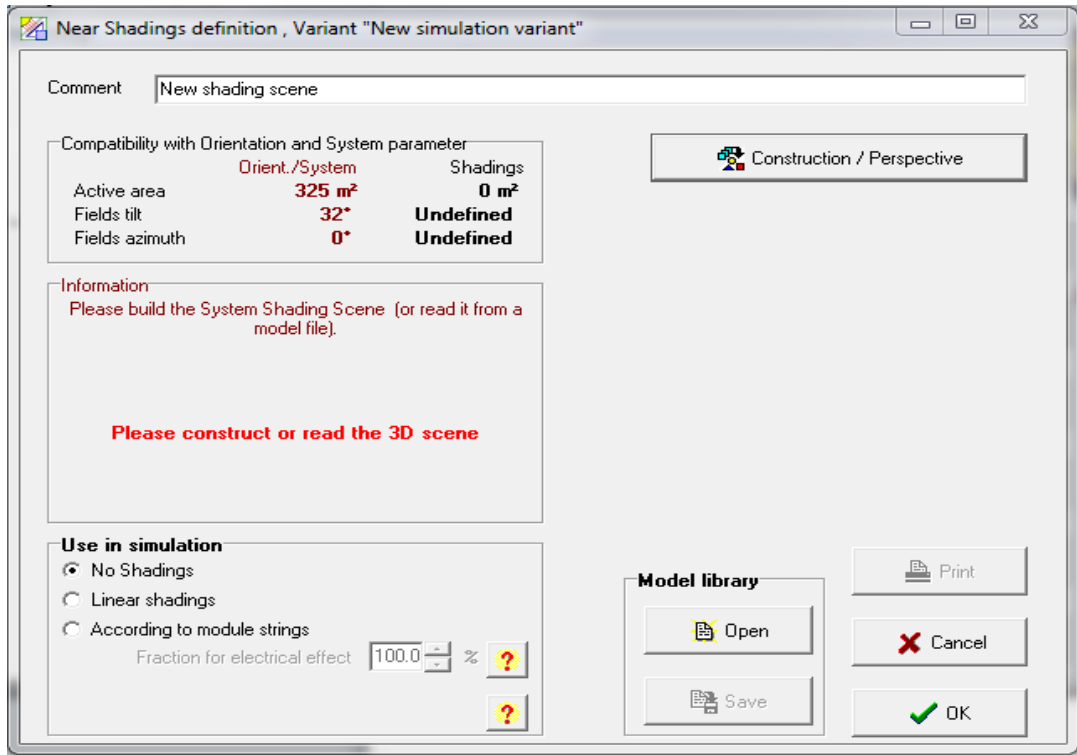 Near Shadings definition , Variant "New simulation variant"
Comment New shading scene
Compatibility with Orientation and System parameter
Orient./System Shadings
Active area 325 m² 0 m²
Fields tilt 32° Undefined
Fields azimuth 0° Undefined
Construction / Perspective
Information
Please build the System Shading Scene (or read it from a
model file).
Please construct or read the 3D scene
Use in simulation
No Shadings
Linear shadings
According to module strings
Fraction for electrical effect 100.0 % ?
?
Model library
Open
Save
Print
Cancel
OK